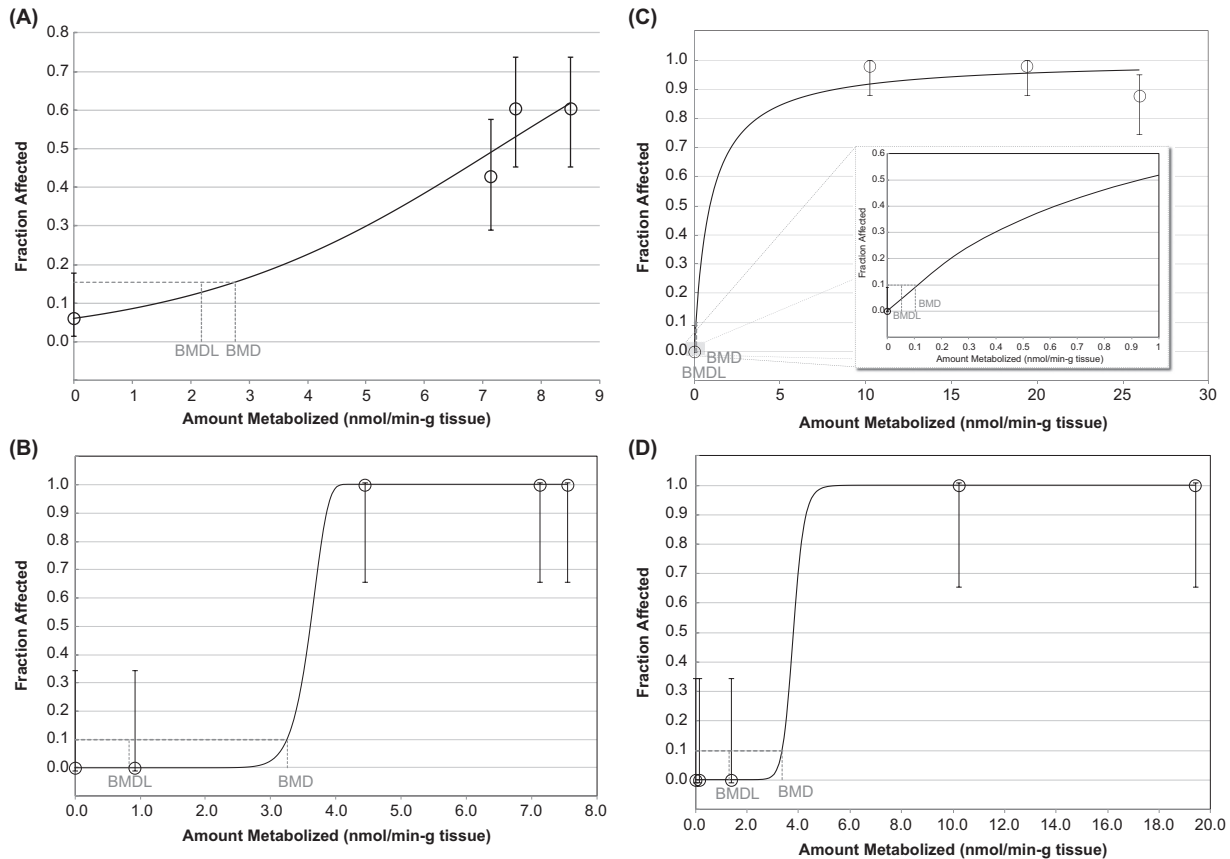 (A)
0.8
0.7
0.6
0.5
0.4
0.3
0.2
0.1
0.0
Fraction Affected
BMDL BMD
0 1 2 3 4 5 6 7 8 9
Amount Metabolized (nmol/min-g tissue)
(C)
1.0
0.9
0.8
0.7
0.6
0.5
0.4
0.3
0.2
0.1
0.0
Fraction Affected
BMD
BMDL
0 5 10 15 20 25 30
Amount Metabolized (nmol/min-g tissue)
0.6
0.5
0.4
0.3
0.2
0.1
0.0
Fraction Affected
BMD
BMDL
0 0.1 0.2 0.3 0.4 0.5 0.6 0.7 0.8 0.9 1
Amount Metabolized (nmol/min-g tissue)
(B)
1.0
0.9
0.8
0.7
0.6
0.5
0.4
0.3
0.2
0.1
0.0
Fraction Affected
BMDL BMD
0 1.0 2.0 3.0 4.0 5.0 6.0 7.0 8.0
Amount Metabolized (nmol/min-g tissue)
(D)
1.0
0.9
0.8
0.7
0.6
0.5
0.4
0.3
0.2
0.1
0.0
Fraction Affected
BMDL BMD
0.0 2.0 4.0 6.0 8.0 10.0 12.0 14.0 16.0 18.0 20.0
Amount Metabolized (nmol/min-g tissue)